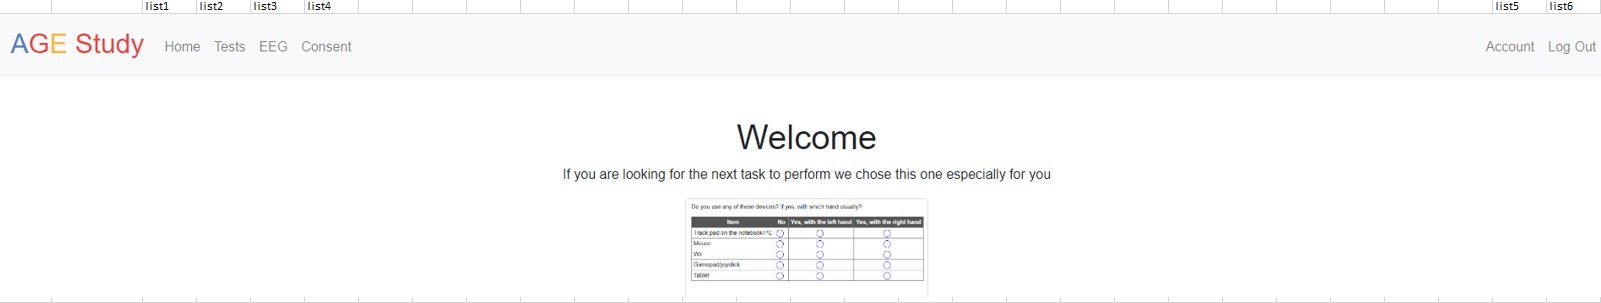 list1 list2 list3 list4 list5 list6
AGE Study Home Tests EEG Consent Account Log Out
Welcome
If you are looking for the next task to perform we chose this one especially for you
Do you use any of these devices? If yes, with which hand usually?
Item No Yes, with the left hand Yes, with the right hand
Track pad on the notebook/PC
Mouse
Wii
Gamepad/joystick
Tablet